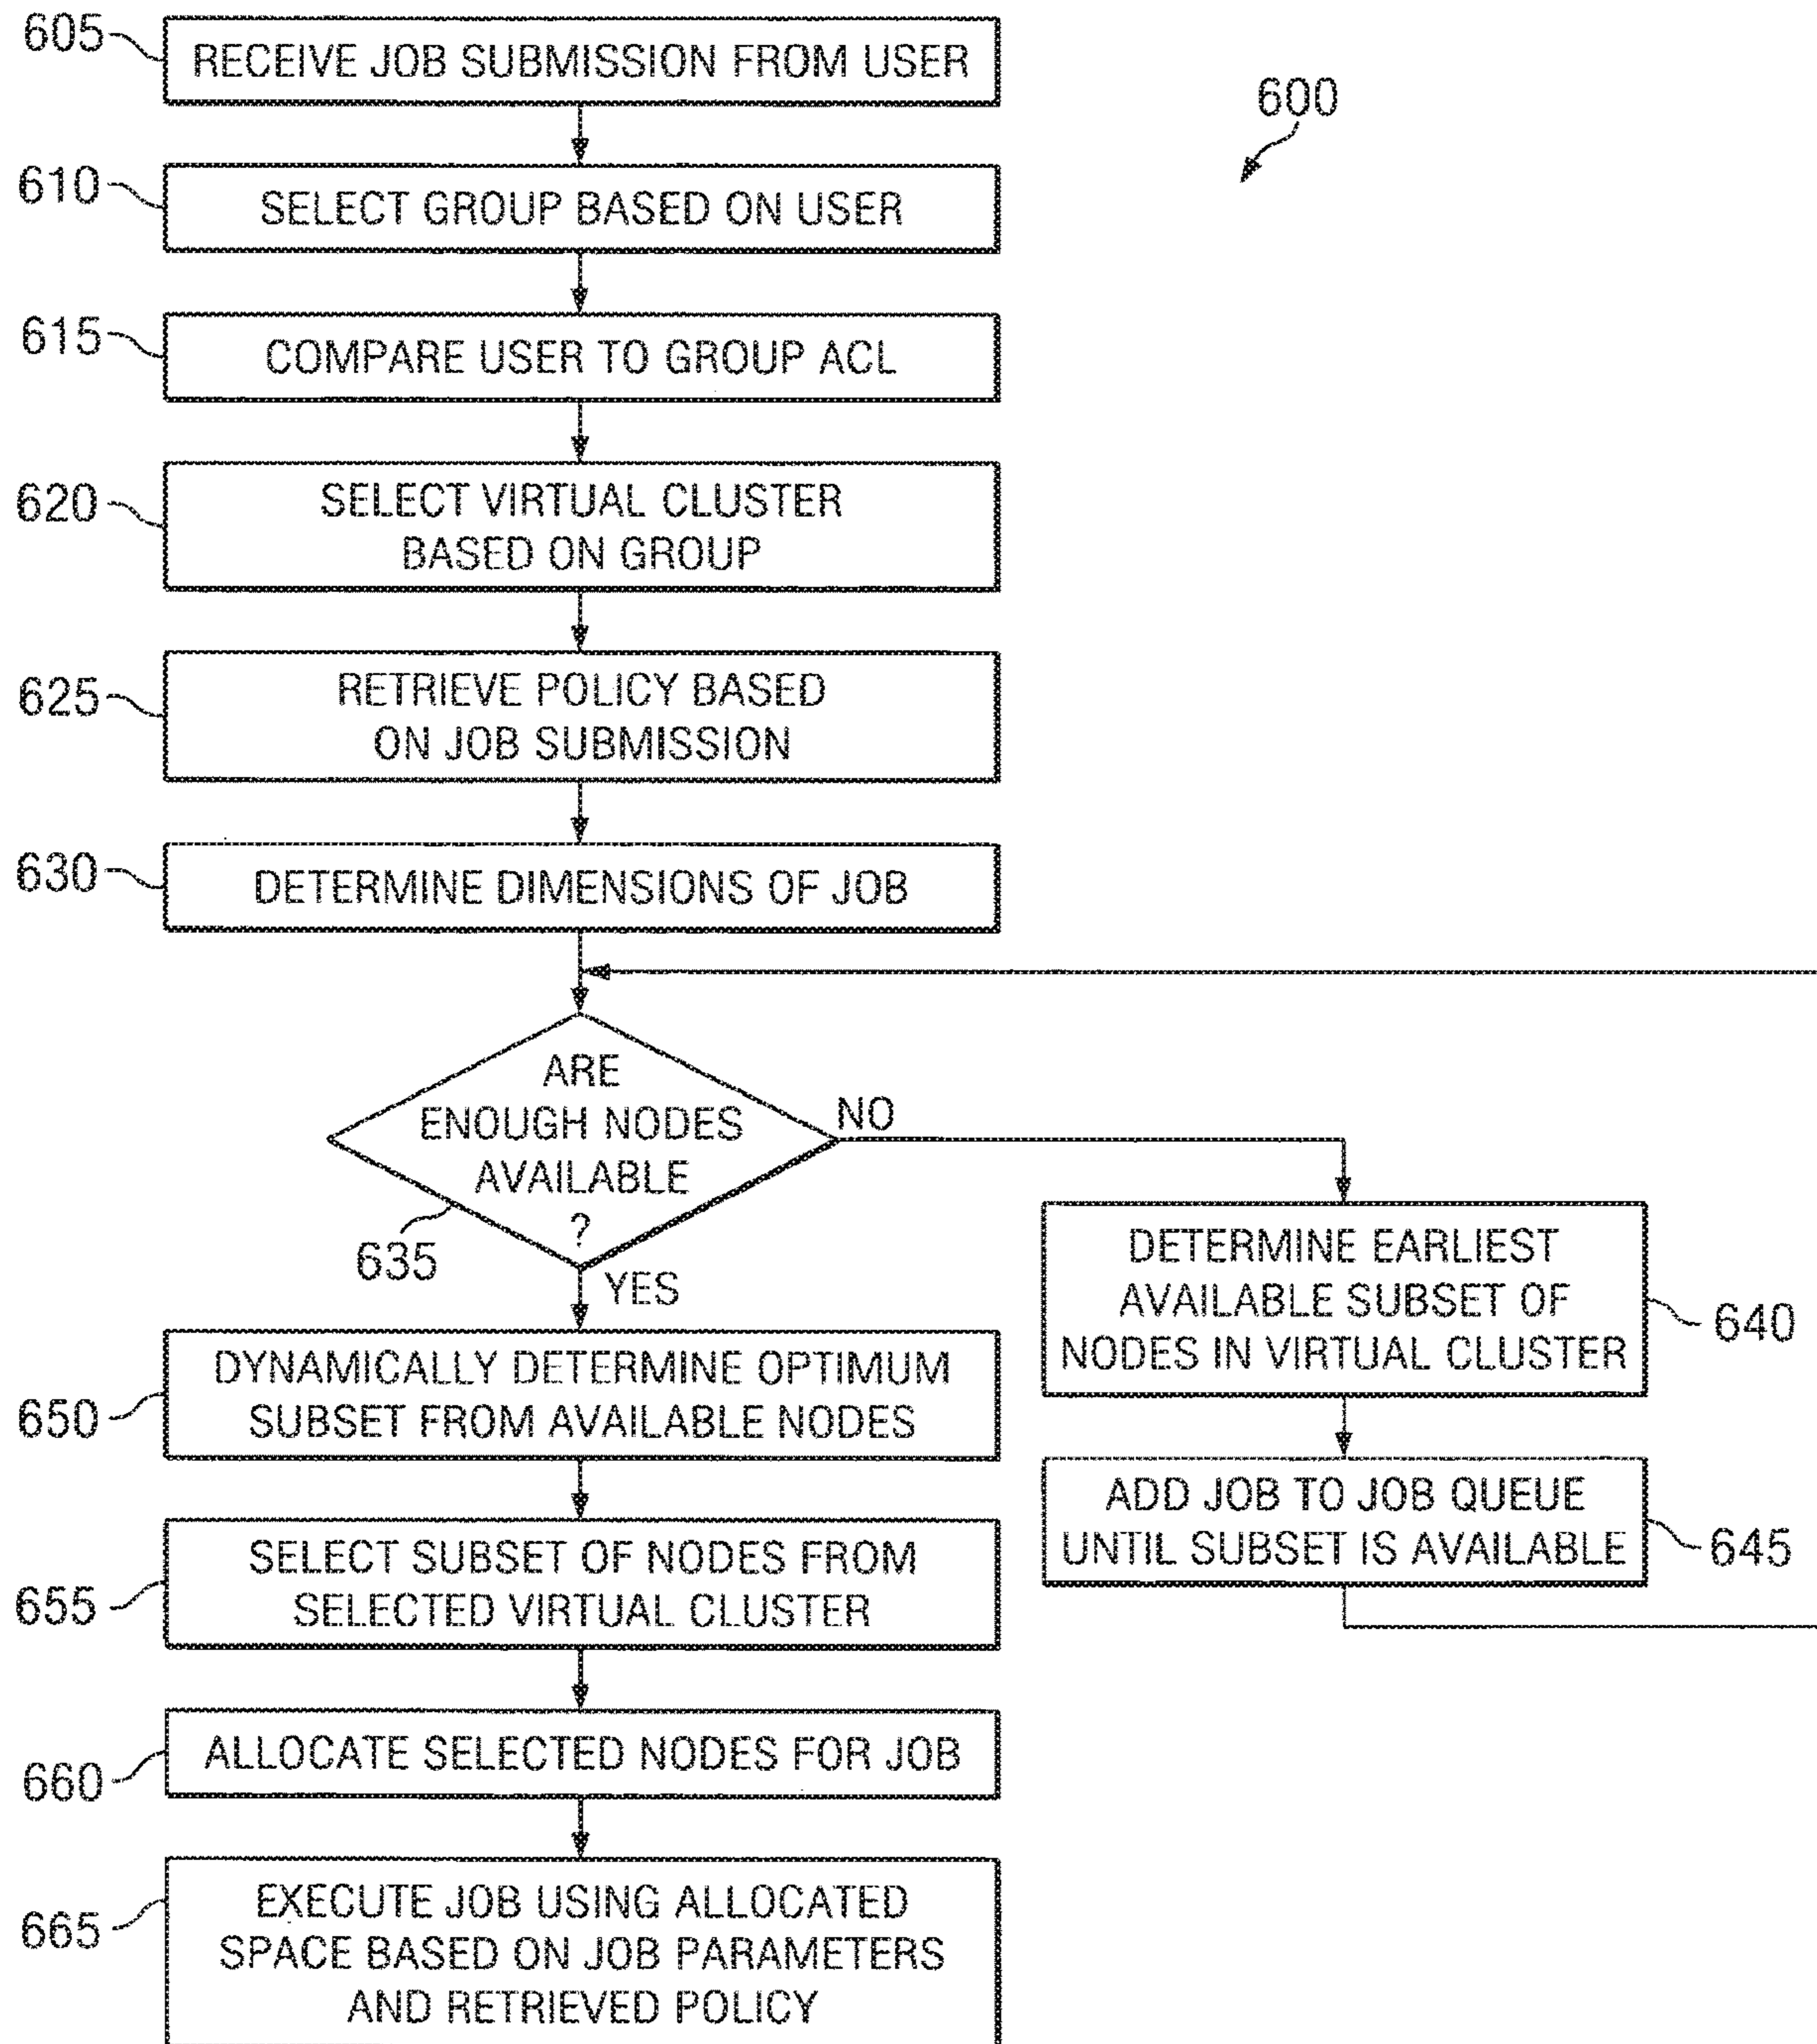 605
RECEIVE JOB SUBMISSION FROM USER
600
610
SELECT GROUP BASED ON USER
615
COMPARE USER TO GROUP ACL
620
SELECT VIRTUAL CLUSTER
BASED ON GROUP
625
RETRIEVE POLICY BASED
ON JOB SUBMISSION
630
DETERMINE DIMENSIONS OF JOB
ARE
ENOUGH NODES
AVAILABLE
?
635
NO
YES
DETERMINE EARLIEST
AVAILABLE SUBSET OF
NODES IN VIRTUAL CLUSTER
640
ADD JOB TO JOB QUEUE
UNTIL SUBSET IS AVAILABLE
645
650
DYNAMICALLY DETERMINE OPTIMUM
SUBSET FROM AVAILABLE NODES
655
SELECT SUBSET OF NODES FROM
SELECTED VIRTUAL CLUSTER
660
ALLOCATE SELECTED NODES FOR JOB
665
EXECUTE JOB USING ALLOCATED
SPACE BASED ON JOB PARAMETERS
AND RETRIEVED POLICY